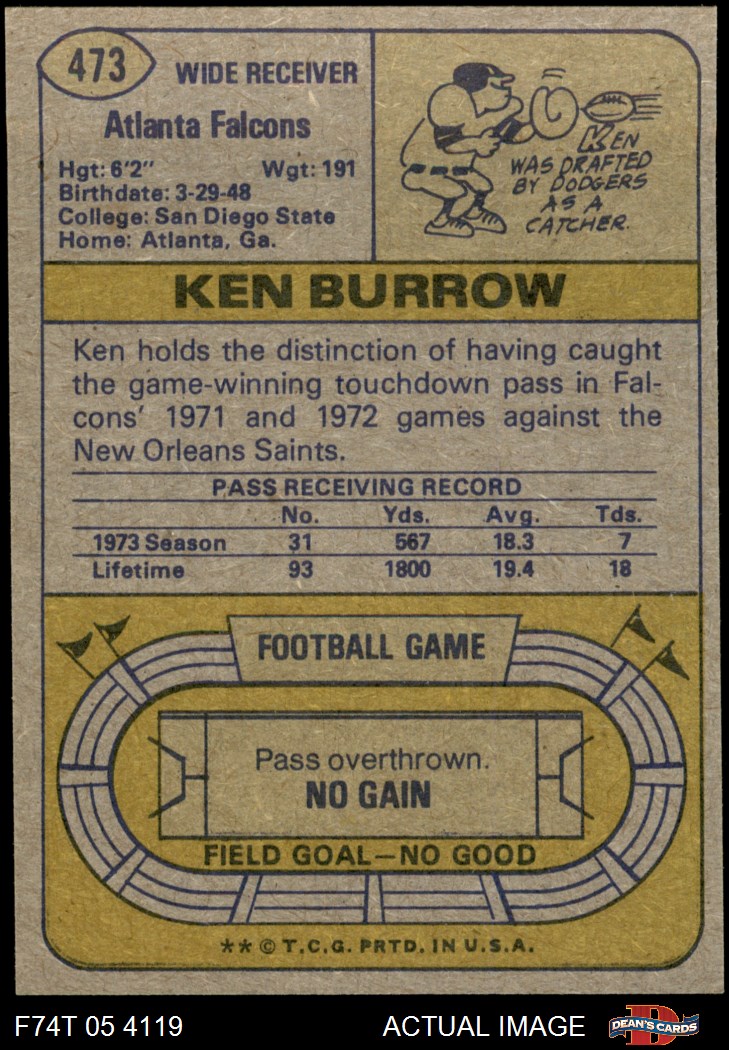 473
WIDE RECEIVER
Atlanta Falcons
Hgt: 6'2" Wgt: 191
Birthdate: 3-29-48
College: San Diego State
Home: Atlanta, Ga.
KEN
WAS DRAFTED
BY DODGERS
AS A
CATCHER.
KEN BURROW
Ken holds the distinction of having caught
the game-winning touchdown pass in Fal-
cons' 1971 and 1972 games against the
New Orleans Saints.
PASS RECEIVING RECORD
No. Yds. Avg. Tds.
1973 Season 31 567 18.3 7
Lifetime 93 1800 19.4 18
FOOTBALL GAME
Pass overthrown.
NO GAIN
FIELD GOAL—NO GOOD
** © T.C.G. PRTD. IN U.S.A.
F74T 05 4119 ACTUAL IMAGE DEAN'S CARDS